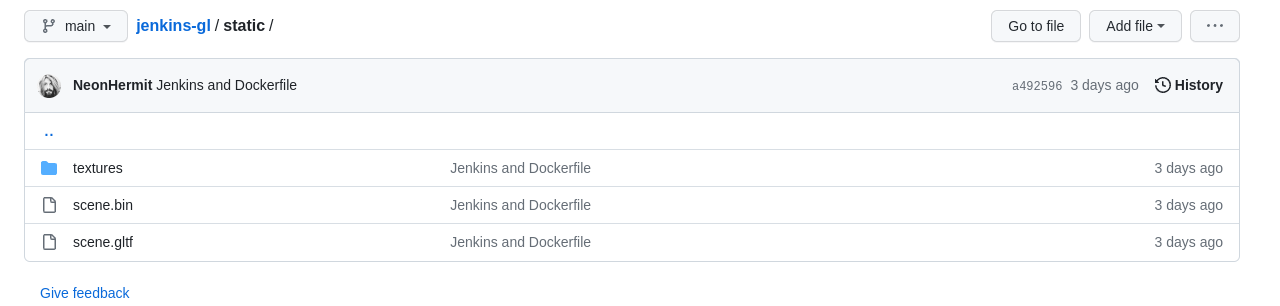 main jenkins-gl / static / Go to file Add file ...
NeonHermit Jenkins and Dockerfile a492596 3 days ago History
..
textures Jenkins and Dockerfile 3 days ago
scene.bin Jenkins and Dockerfile 3 days ago
scene.gltf Jenkins and Dockerfile 3 days ago
Give feedback